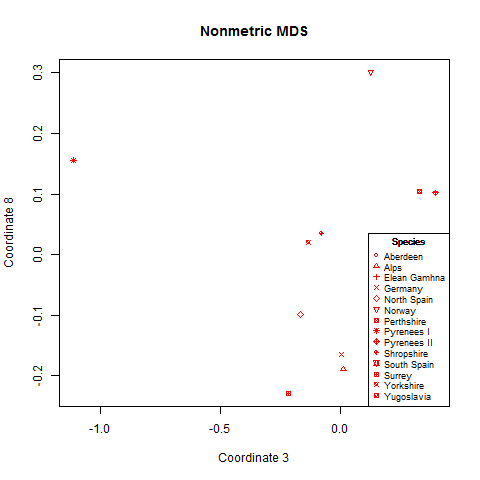 Nonmetric MDS
Coordinate 8
0.3
0.2
0.1
0.0
-0.1
-0.2
Species
Aberdeen
Alps
Elean Gamhna
Germany
North Spain
Norway
Perthshire
Pyrenees I
Pyrenees II
Shropshire
South Spain
Surrey
Yorkshire
Yugoslavia
-1.0 -0.5 0.0
Coordinate 3